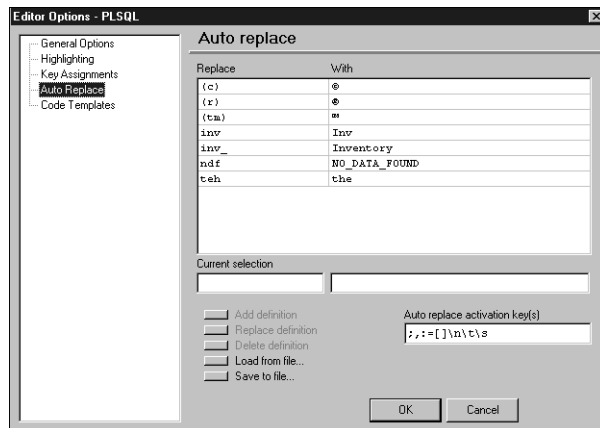 Editor Options - PLSQL
General Options
Highlighting
Key Assignments
Auto Replace
Code Templates
Auto replace
Replace With
(c) ©
(r) ®
(tm) ™
inv Inv
inv_ Inventory
ndf NO_DATA_FOUND
teh the
Current selection
Add definition
Replace definition
Delete definition
Load from file...
Save to file...
Auto replace activation key(s)
;,:=[]\n\t\s
OK Cancel